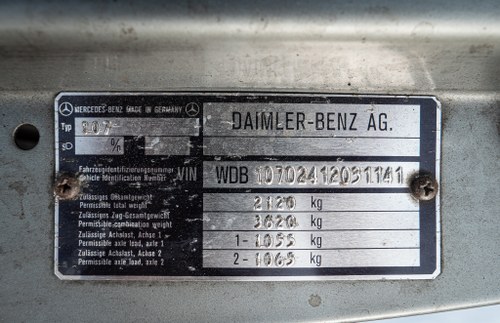 MERCEDES-BENZ MADE IN GERMANY
DAIMLER-BENZ AG.
Typ 107
%
Fahrzeugidentifizierungsnummer
Vehicle Identification Number VIN WDB 10702412031141
Zulässiges Gesamtgewicht
Permissible total weight 2120 kg
Zulässiges Zug-Gesamtgewicht
Permissible combination weight 3620 kg
Zulässige Achslast, Achse 1
Permissible axle load, axle 1 1- 1055 kg
Zulässige Achslast, Achse 2
Permissible axle load, axle 2 2- 1065 kg